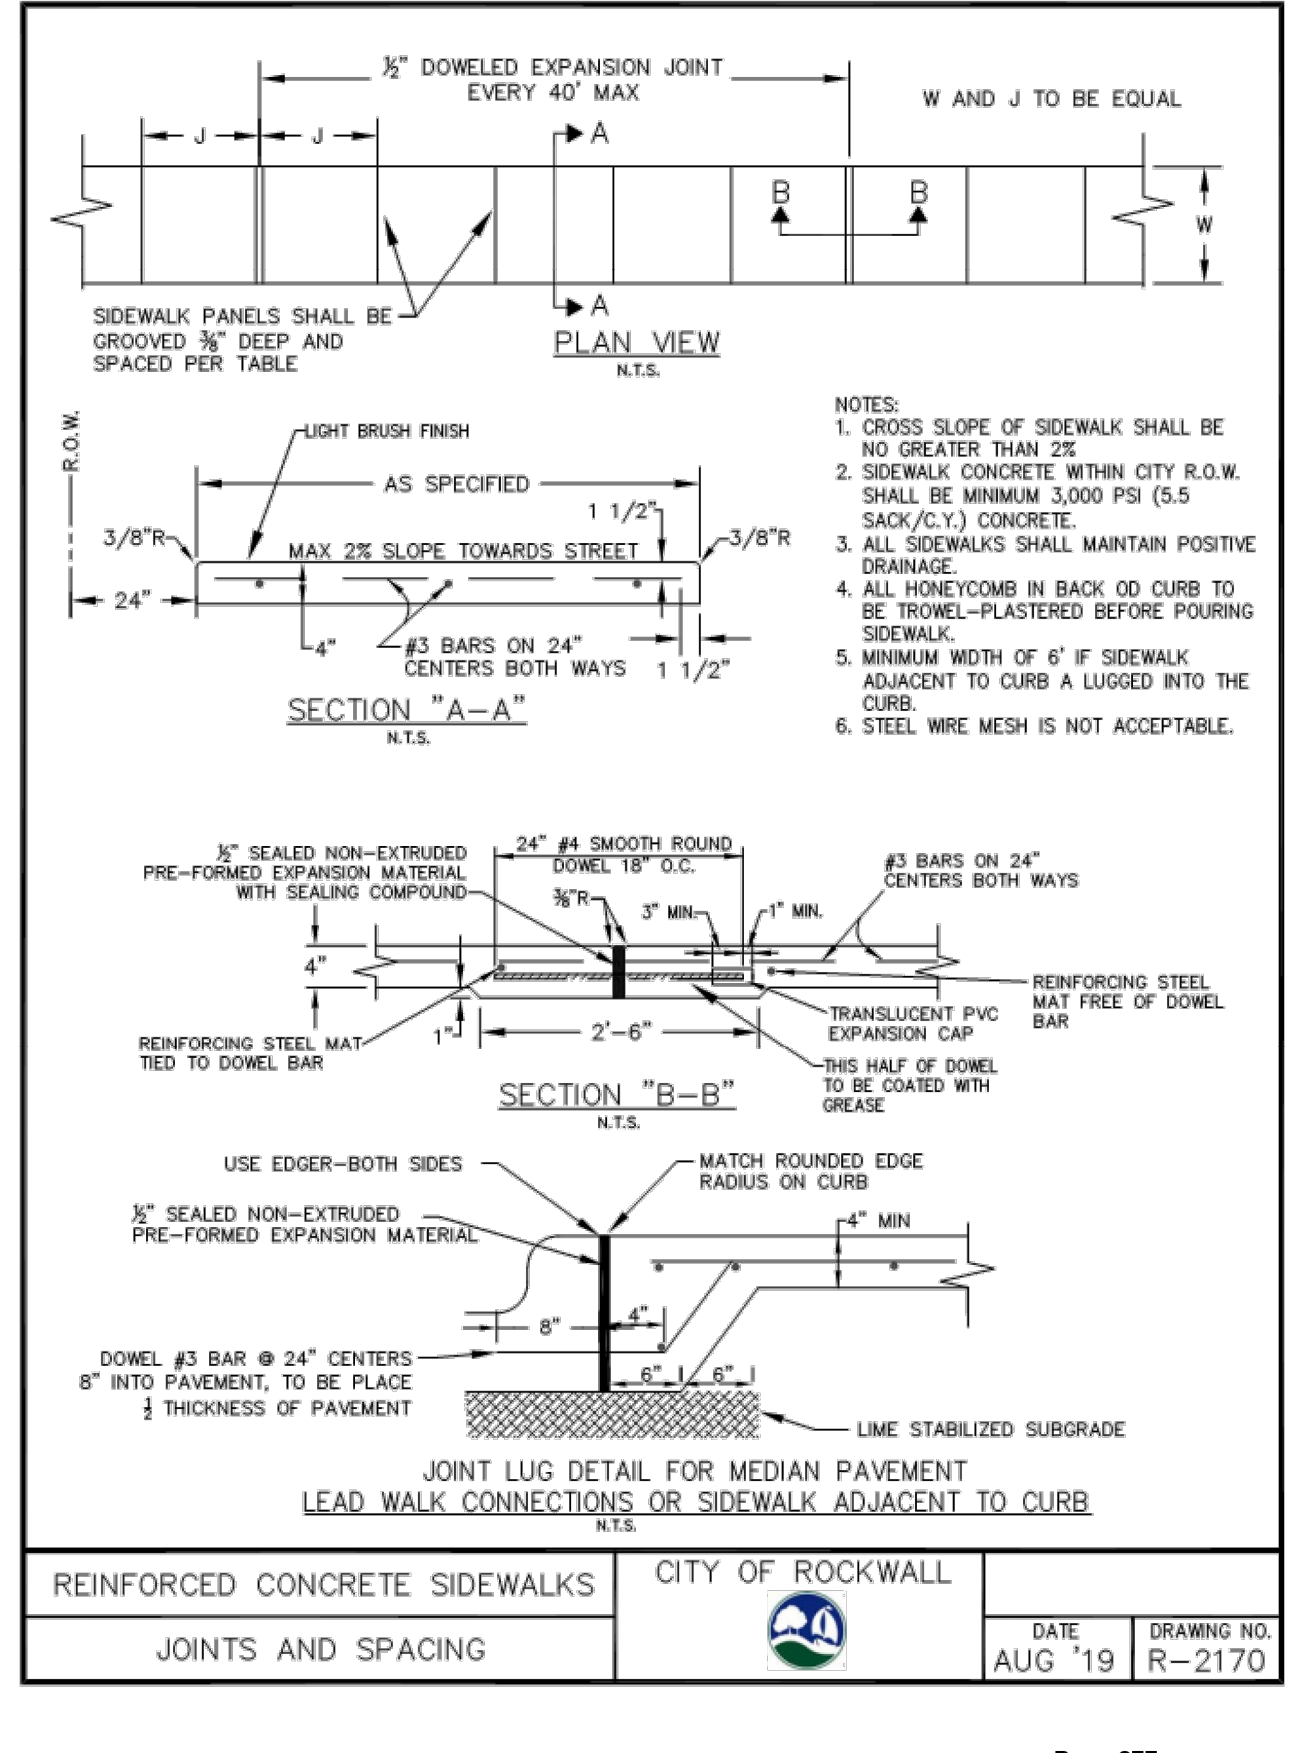 ½" DOWELED EXPANSION JOINT
EVERY 40' MAX
W AND J TO BE EQUAL
J
J
A
B
B
W
A
SIDEWALK PANELS SHALL BE
GROOVED ⅜" DEEP AND
SPACED PER TABLE
PLAN VIEW
N.T.S.
R.O.W.
LIGHT BRUSH FINISH
AS SPECIFIED
1 1/2"
3/8"R
MAX 2% SLOPE TOWARDS STREET
3/8"R
24"
4"
#3 BARS ON 24"
CENTERS BOTH WAYS
1 1/2"
SECTION "A-A"
N.T.S.
NOTES:
1. CROSS SLOPE OF SIDEWALK SHALL BE
NO GREATER THAN 2%
2. SIDEWALK CONCRETE WITHIN CITY R.O.W.
SHALL BE MINIMUM 3,000 PSI (5.5
SACK/C.Y.) CONCRETE.
3. ALL SIDEWALKS SHALL MAINTAIN POSITIVE
DRAINAGE.
4. ALL HONEYCOMB IN BACK OD CURB TO
BE TROWEL-PLASTERED BEFORE POURING
SIDEWALK.
5. MINIMUM WIDTH OF 6' IF SIDEWALK
ADJACENT TO CURB A LUGGED INTO THE
CURB.
6. STEEL WIRE MESH IS NOT ACCEPTABLE.
½" SEALED NON-EXTRUDED
PRE-FORMED EXPANSION MATERIAL
WITH SEALING COMPOUND
24" #4 SMOOTH ROUND
DOWEL 18" O.C.
⅜"R
3" MIN.
1" MIN.
#3 BARS ON 24"
CENTERS BOTH WAYS
4"
1"
2'-6"
REINFORCING STEEL MAT
TIED TO DOWEL BAR
REINFORCING STEEL
MAT FREE OF DOWEL
BAR
TRANSLUCENT PVC
EXPANSION CAP
THIS HALF OF DOWEL
TO BE COATED WITH
GREASE
SECTION "B-B"
N.T.S.
USE EDGER-BOTH SIDES
MATCH ROUNDED EDGE
RADIUS ON CURB
½" SEALED NON-EXTRUDED
PRE-FORMED EXPANSION MATERIAL
4" MIN
8"
4"
DOWEL #3 BAR @ 24" CENTERS
8" INTO PAVEMENT, TO BE PLACE
½ THICKNESS OF PAVEMENT
6"
6"
LIME STABILIZED SUBGRADE
JOINT LUG DETAIL FOR MEDIAN PAVEMENT
LEAD WALK CONNECTIONS OR SIDEWALK ADJACENT TO CURB
N.T.S.
REINFORCED CONCRETE SIDEWALKS
JOINTS AND SPACING
CITY OF ROCKWALL
DATE
AUG '19
DRAWING NO.
R-2170